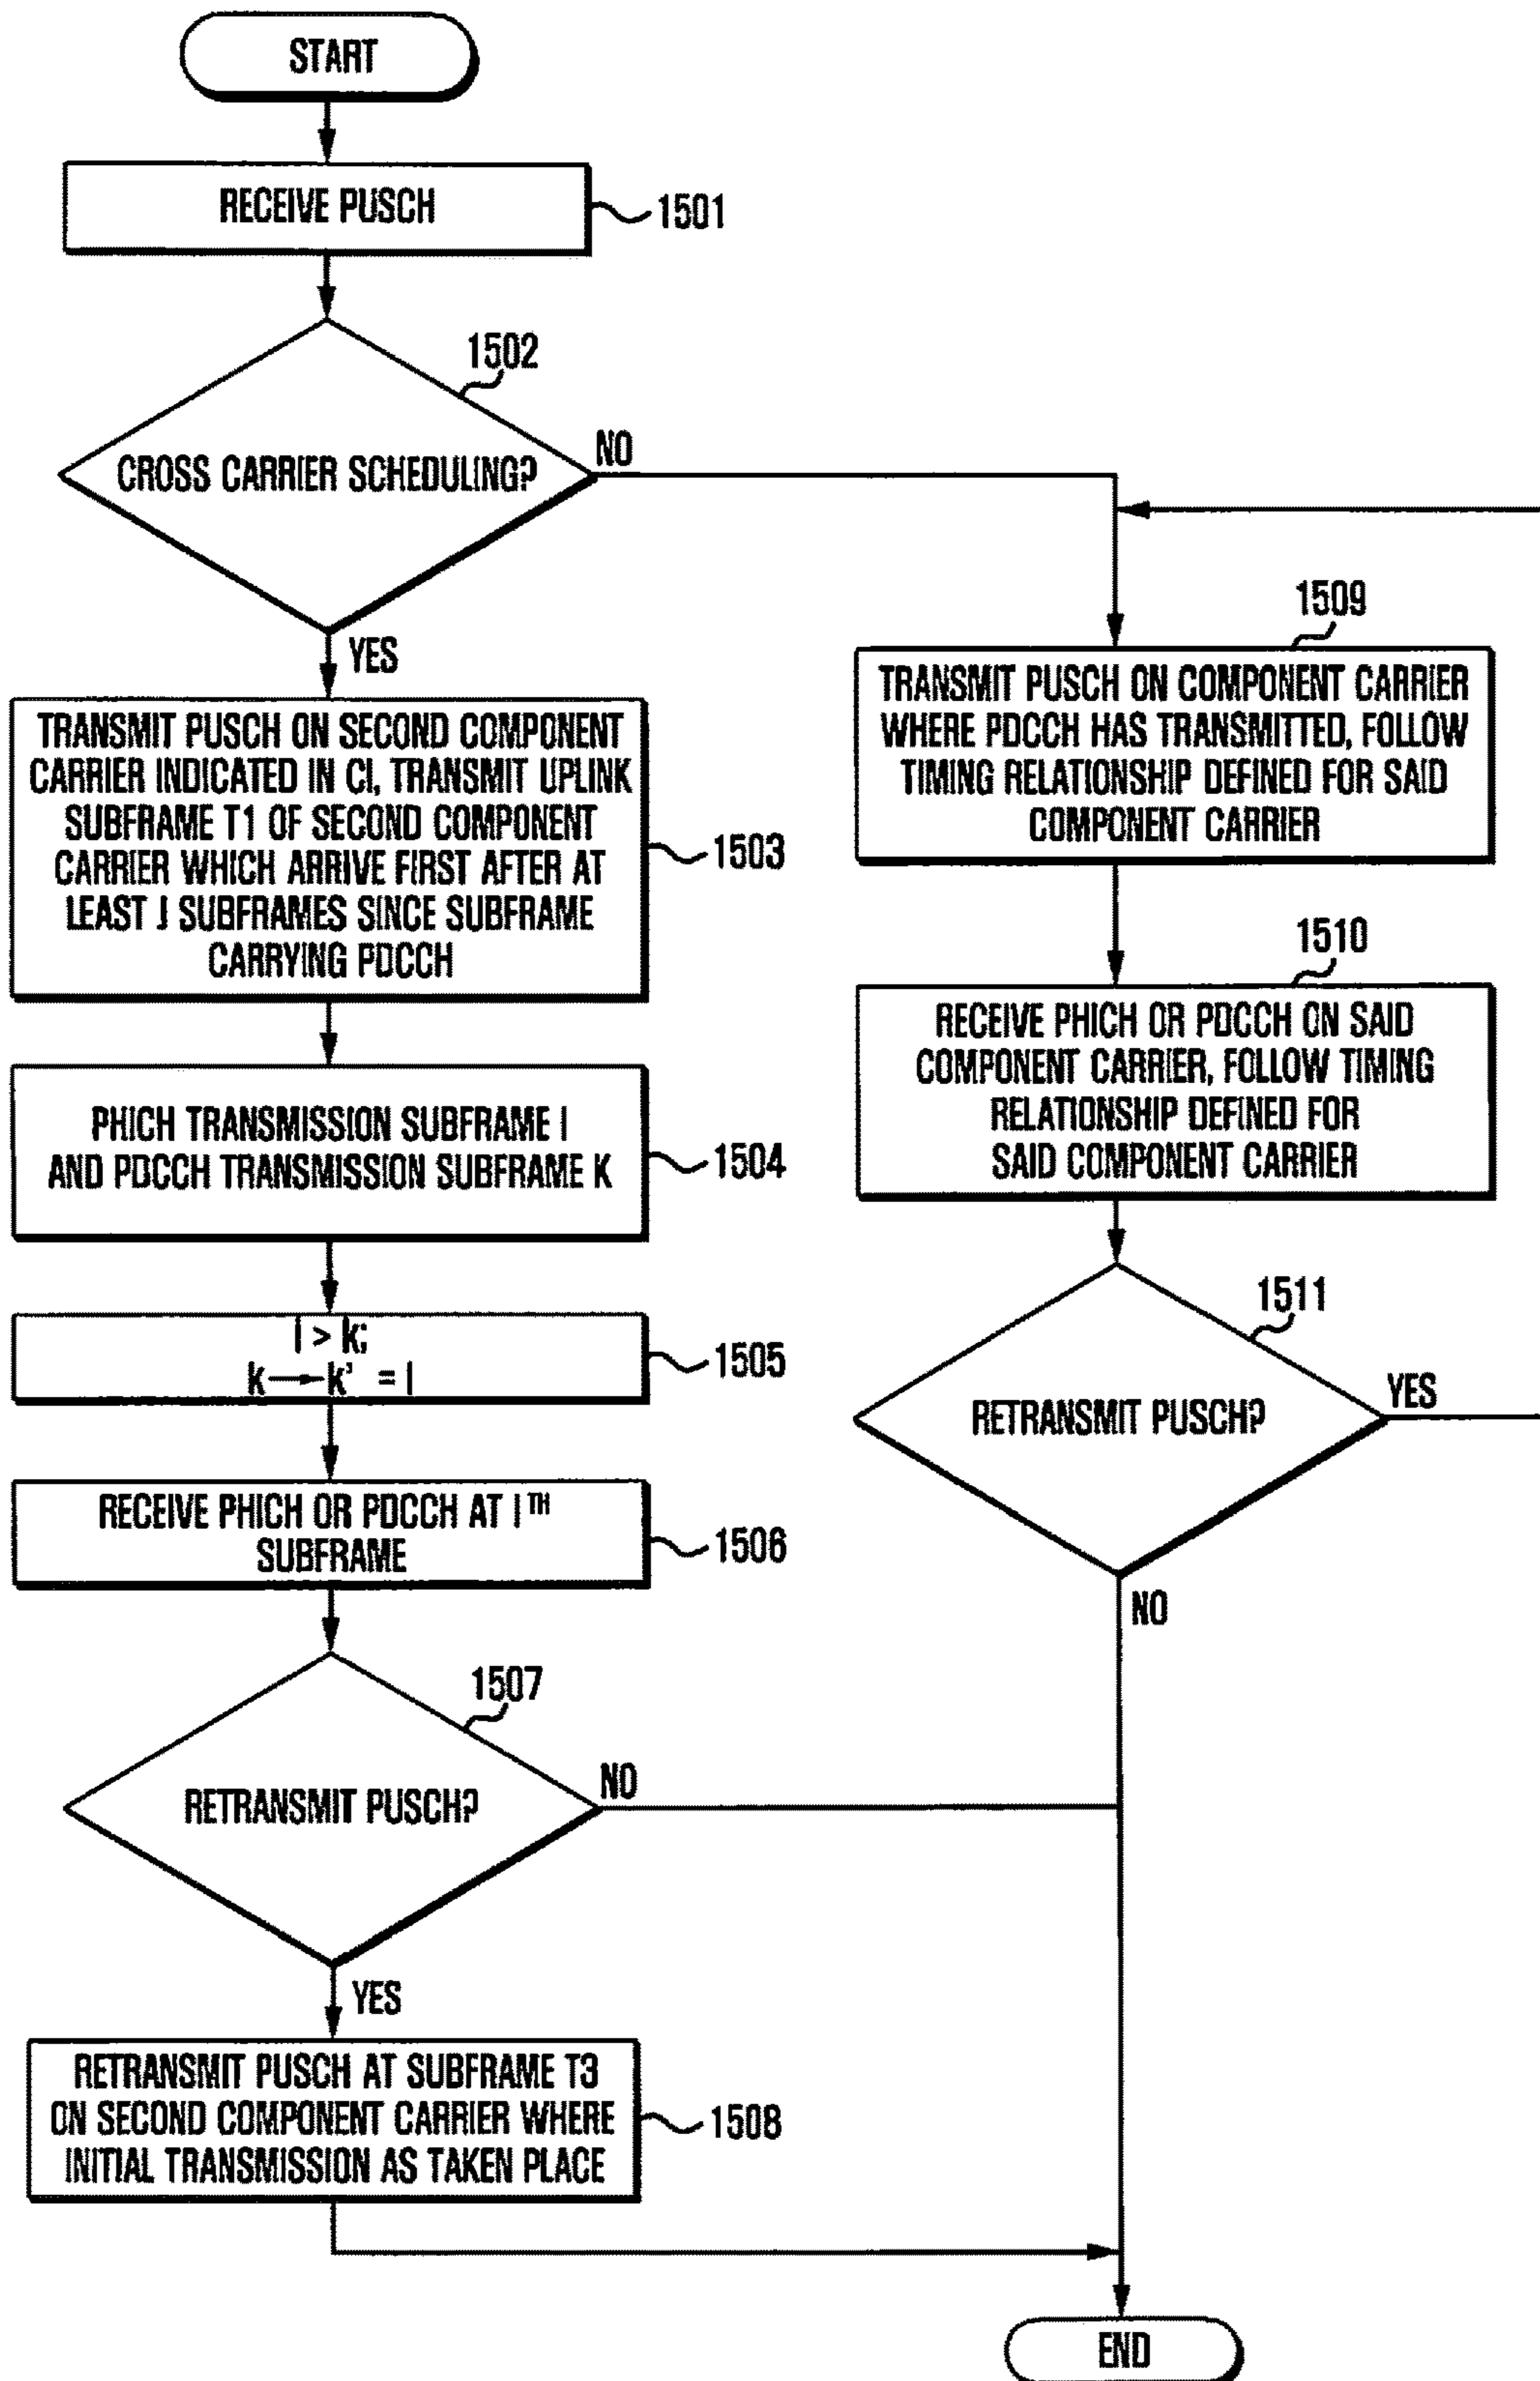 START
RECEIVE PUSCH
1501
1502
CROSS CARRIER SCHEDULING?
NO
YES
TRANSMIT PUSCH ON SECOND COMPONENT
CARRIER INDICATED IN CI, TRANSMIT UPLINK
SUBFRAME T1 OF SECOND COMPONENT
CARRIER WHICH ARRIVE FIRST AFTER AT
LEAST J SUBFRAMES SINCE SUBFRAME
CARRYING PDCCH
1503
PHICH TRANSMISSION SUBFRAME I
AND PDCCH TRANSMISSION SUBFRAME K
1504
i > k;
k → k' = l
1505
RECEIVE PHICH OR PDCCH AT I TH
SUBFRAME
1506
1507
RETRANSMIT PUSCH?
NO
YES
RETRANSMIT PUSCH AT SUBFRAME T3
ON SECOND COMPONENT CARRIER WHERE
INITIAL TRANSMISSION AS TAKEN PLACE
1508
1509
TRANSMIT PUSCH ON COMPONENT CARRIER
WHERE PDCCH HAS TRANSMITTED, FOLLOW
TIMING RELATIONSHIP DEFINED FOR SAID
COMPONENT CARRIER
1510
RECEIVE PHICH OR PDCCH ON SAID
COMPONENT CARRIER, FOLLOW TIMING
RELATIONSHIP DEFINED FOR
SAID COMPONENT CARRIER
1511
RETRANSMIT PUSCH?
YES
NO
END